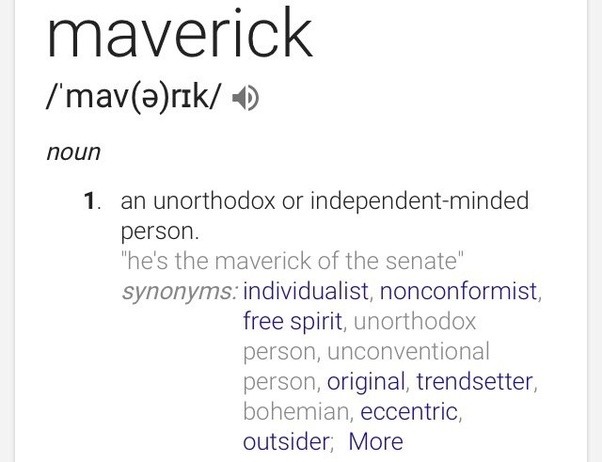 maverick
/ˈmav(ə)rɪk/
noun
1. an unorthodox or independent-minded
person.
"he's the maverick of the senate"
synonyms: individualist, nonconformist,
free spirit, unorthodox
person, unconventional
person, original, trendsetter,
bohemian, eccentric,
outsider; More